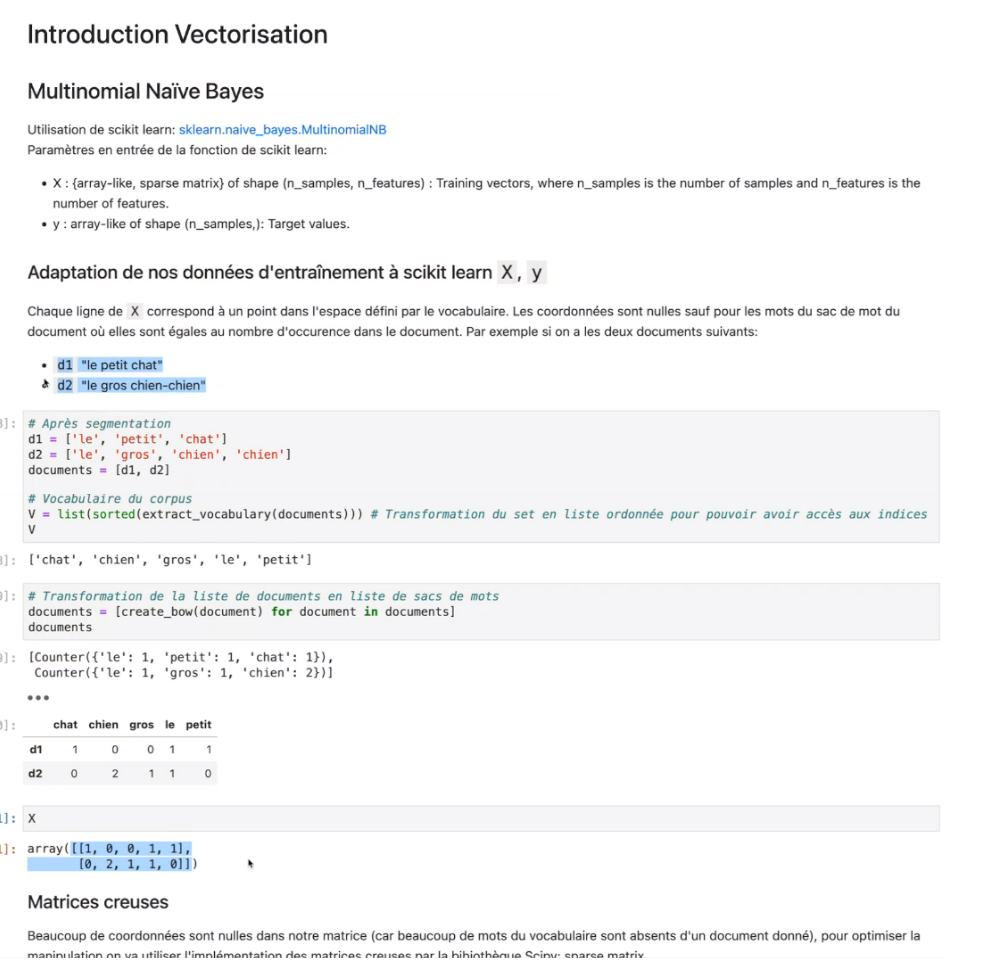 Introduction Vectorisation
Multinomial Naïve Bayes
Utilisation de scikit learn: sklearn.naive_bayes.MultinomialNB
Paramètres en entrée de la fonction de scikit learn:
• X : {array-like, sparse matrix} of shape (n_samples, n_features) : Training vectors, where n_samples is the number of samples and n_features is the
number of features.
• y : array-like of shape (n_samples,): Target values.
Adaptation de nos données d'entraînement à scikit learn X, y
Chaque ligne de X correspond à un point dans l'espace défini par le vocabulaire. Les coordonnées sont nulles sauf pour les mots du sac de mot du
document où elles sont égales au nombre d'occurence dans le document. Par exemple si on a les deux documents suivants:
• d1 "le petit chat"
d2 "le gros chien-chien"
]: # Après segmentation
d1 = ['le', 'petit', 'chat']
d2 = ['le', 'gros', 'chien', 'chien']
documents = [d1, d2]
# Vocabulaire du corpus
V = list(sorted(extract_vocabulary(documents))) # Transformation du set en liste ordonnée pour pouvoir avoir accès aux indices
V
]: ['chat', 'chien', 'gros', 'le', 'petit']
]: # Transformation de la liste de documents en liste de sacs de mots
documents = [create_bow(document) for document in documents]
documents
]: [Counter({'le': 1, 'petit': 1, 'chat': 1}),
Counter({'le': 1, 'gros': 1, 'chien': 2})]
•••
]: chat chien gros le petit
d1 1 0 0 1 1
d2 0 2 1 1 0
]: X
]: array([[1, 0, 0, 1, 1],
[0, 2, 1, 1, 0]])
Matrices creuses
Beaucoup de coordonnées sont nulles dans notre matrice (car beaucoup de mots du vocabulaire sont absents d'un document donné), pour optimiser la
manipulation on va utiliser l'implémentation des matrices creuses par la bibiothèque Scipy: sparse matrix